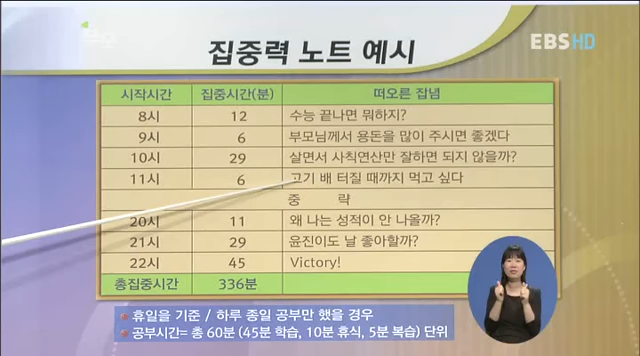 집중력 노트 예시
EBS HD
시작시간 집중시간(분) 떠오른 잡념
8시 12 수능 끝나면 뭐하지?
9시 6 부모님께서 용돈을 많이 주시면 좋겠다
10시 29 살면서 사칙연산만 잘하면 되지 않을까?
11시 6 고기 배 터질 때까지 먹고 싶다
중 략
20시 11 왜 나는 성적이 안 나올까?
21시 29 윤진이도 날 좋아할까?
22시 45 Victory!
총집중시간 336분
휴일을 기준 / 하루 종일 공부만 했을 경우
공부시간= 총 60분 (45분 학습, 10분 휴식, 5분 복습) 단위